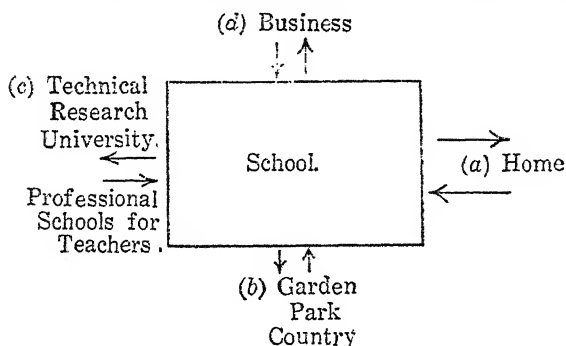 (d) Business
(c) Technical
Research
University.
School.
(a) Home
Professional
Schools for
Teachers.
(b) Garden
Park
Country